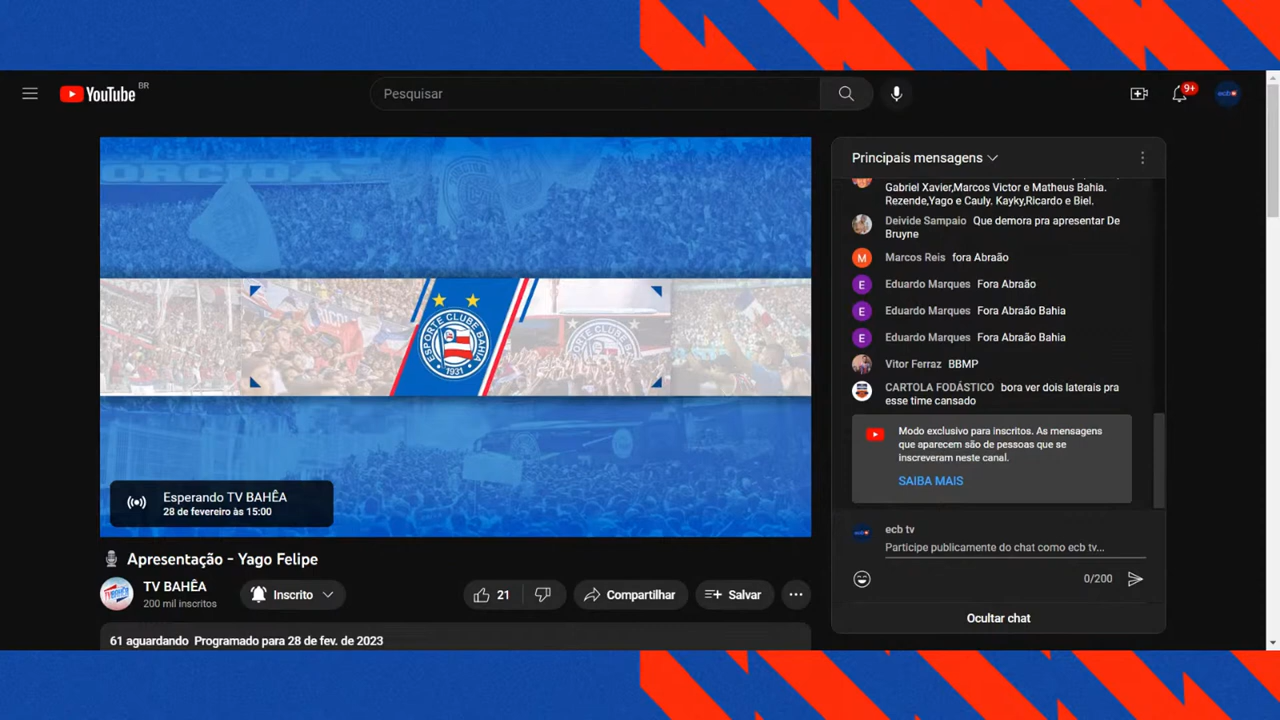 YouTube BR
Pesquisar
9+
ESPORTE CLUBE BAHIA
1931
Esperando TV BAHÊA
28 de fevereiro às 15:00
Apresentação - Yago Felipe
TV BAHÊA
200 mil inscritos
Inscrito
21
Compartilhar
Salvar
61 aguardando Programado para 28 de fev. de 2023
Principais mensagens
Gabriel Xavier,Marcos Victor e Matheus Bahia.
Rezende,Yago e Cauly. Kayky,Ricardo e Biel.
Deivide Sampaio Que demora pra apresentar De
Bruyne
M
Marcos Reis fora Abraão
E
Eduardo Marques Fora Abraão
E
Eduardo Marques Fora Abraão Bahia
E
Eduardo Marques Fora Abraão Bahia
Vitor Ferraz BBMP
CARTOLA FODÁSTICO bora ver dois laterais pra
esse time cansado
Modo exclusivo para inscritos. As mensagens
que aparecem são de pessoas que se
inscreveram neste canal.
SAIBA MAIS
ecb tv
Participe publicamente do chat como ecb tv...
0/200
Ocultar chat